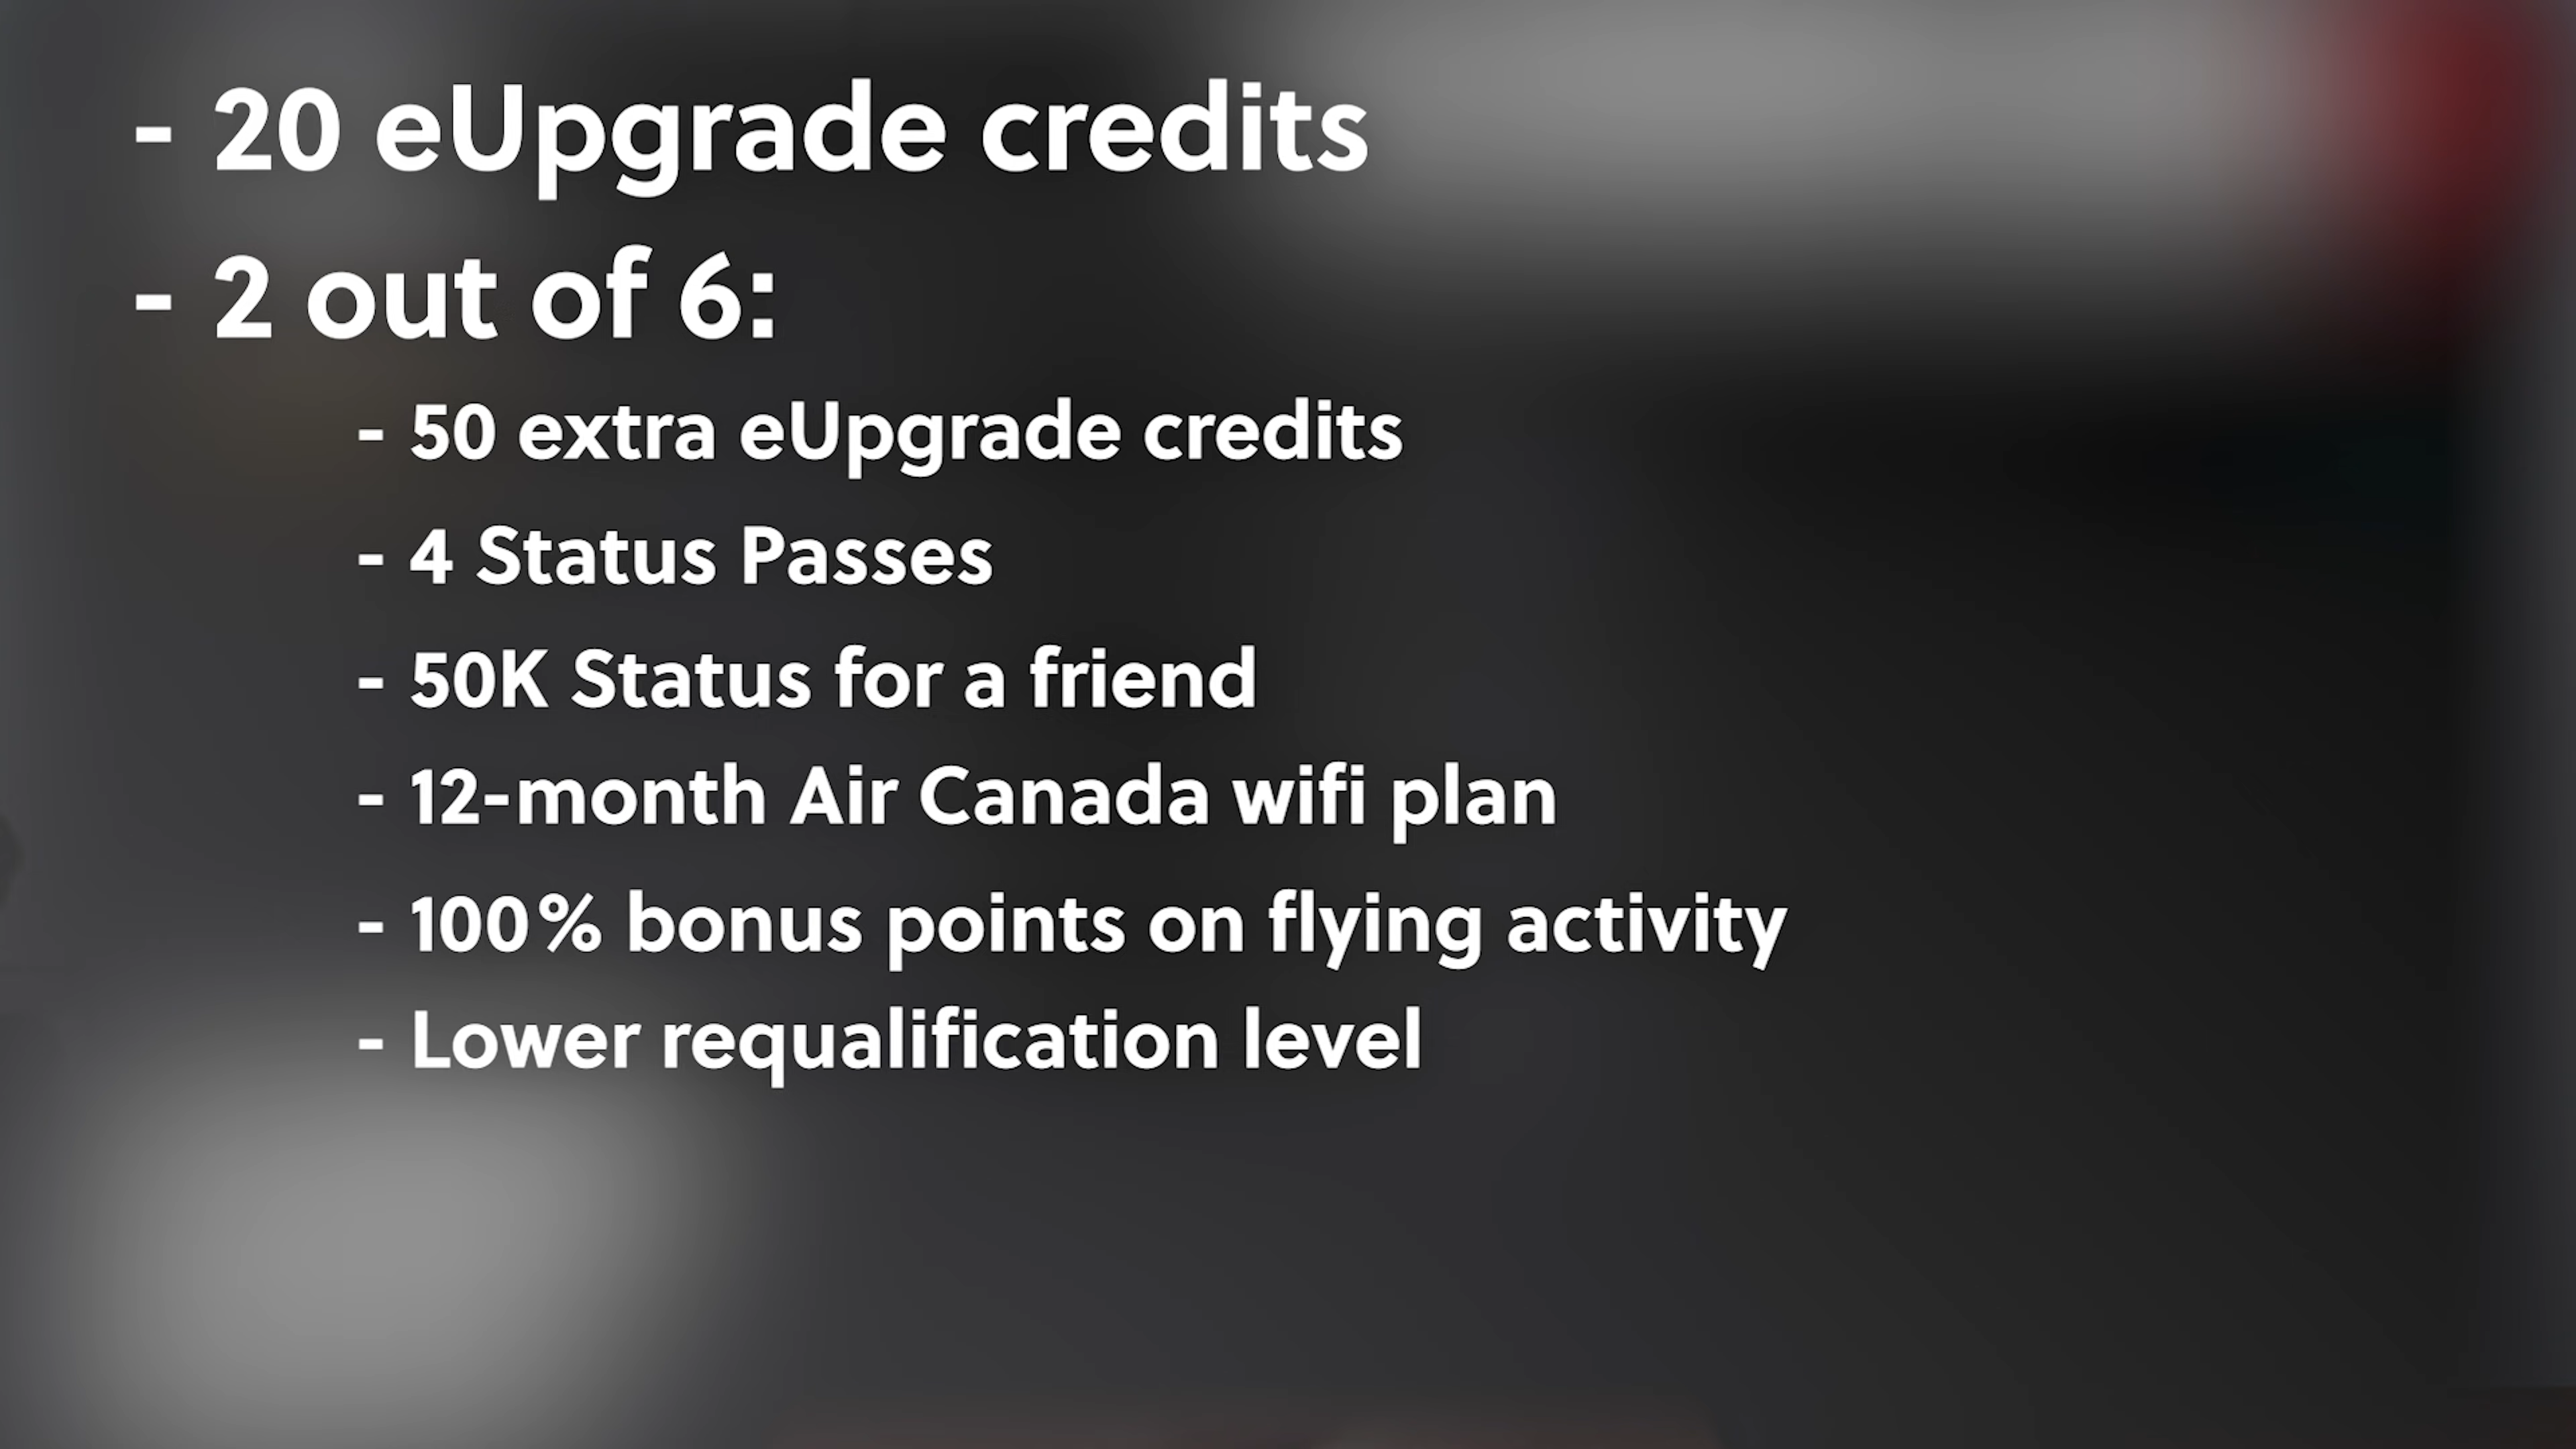 - 20 eUpgrade credits
- 2 out of 6:
- 50 extra eUpgrade credits
- 4 Status Passes
- 50K Status for a friend
- 12-month Air Canada wifi plan
- 100% bonus points on flying activity
- Lower requalification level